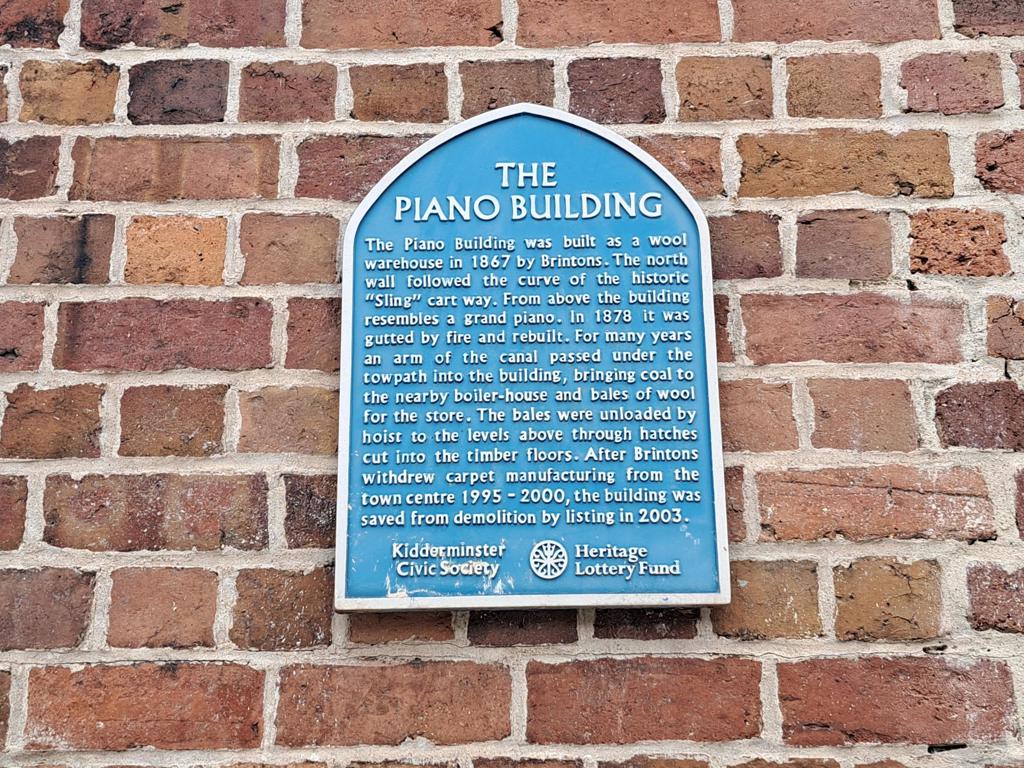 THE
PIANO BUILDING
The Piano Building was built as a wool
warehouse in 1867 by Brintons. The north
wall followed the curve of the historic
"Sling" cart way. From above the building
resembles a grand piano. In 1878 it was
gutted by fire and rebuilt. For many years
an arm of the canal passed under the
towpath into the building, bringing coal to
the nearby boiler-house and bales of wool
for the store. The bales were unloaded by
hoist to the levels above through hatches
cut into the timber floors. After Brintons
withdrew carpet manufacturing from the
town centre 1995 - 2000, the building was
saved from demolition by listing in 2003.
Kidderminster
Civic Society
Heritage
Lottery Fund